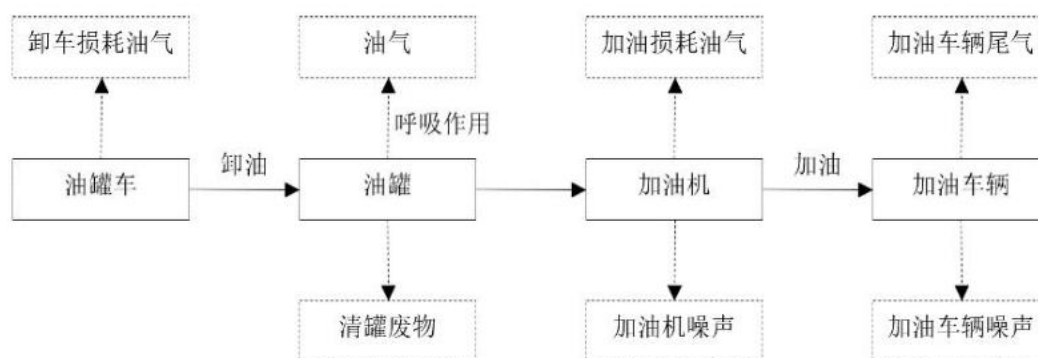 卸车损耗油气
油气
加油损耗油气
加油车辆尾气
呼吸作用
油罐车
卸油
油罐
加油机
加油
加油车辆
清罐废物
加油机噪声
加油车辆噪声